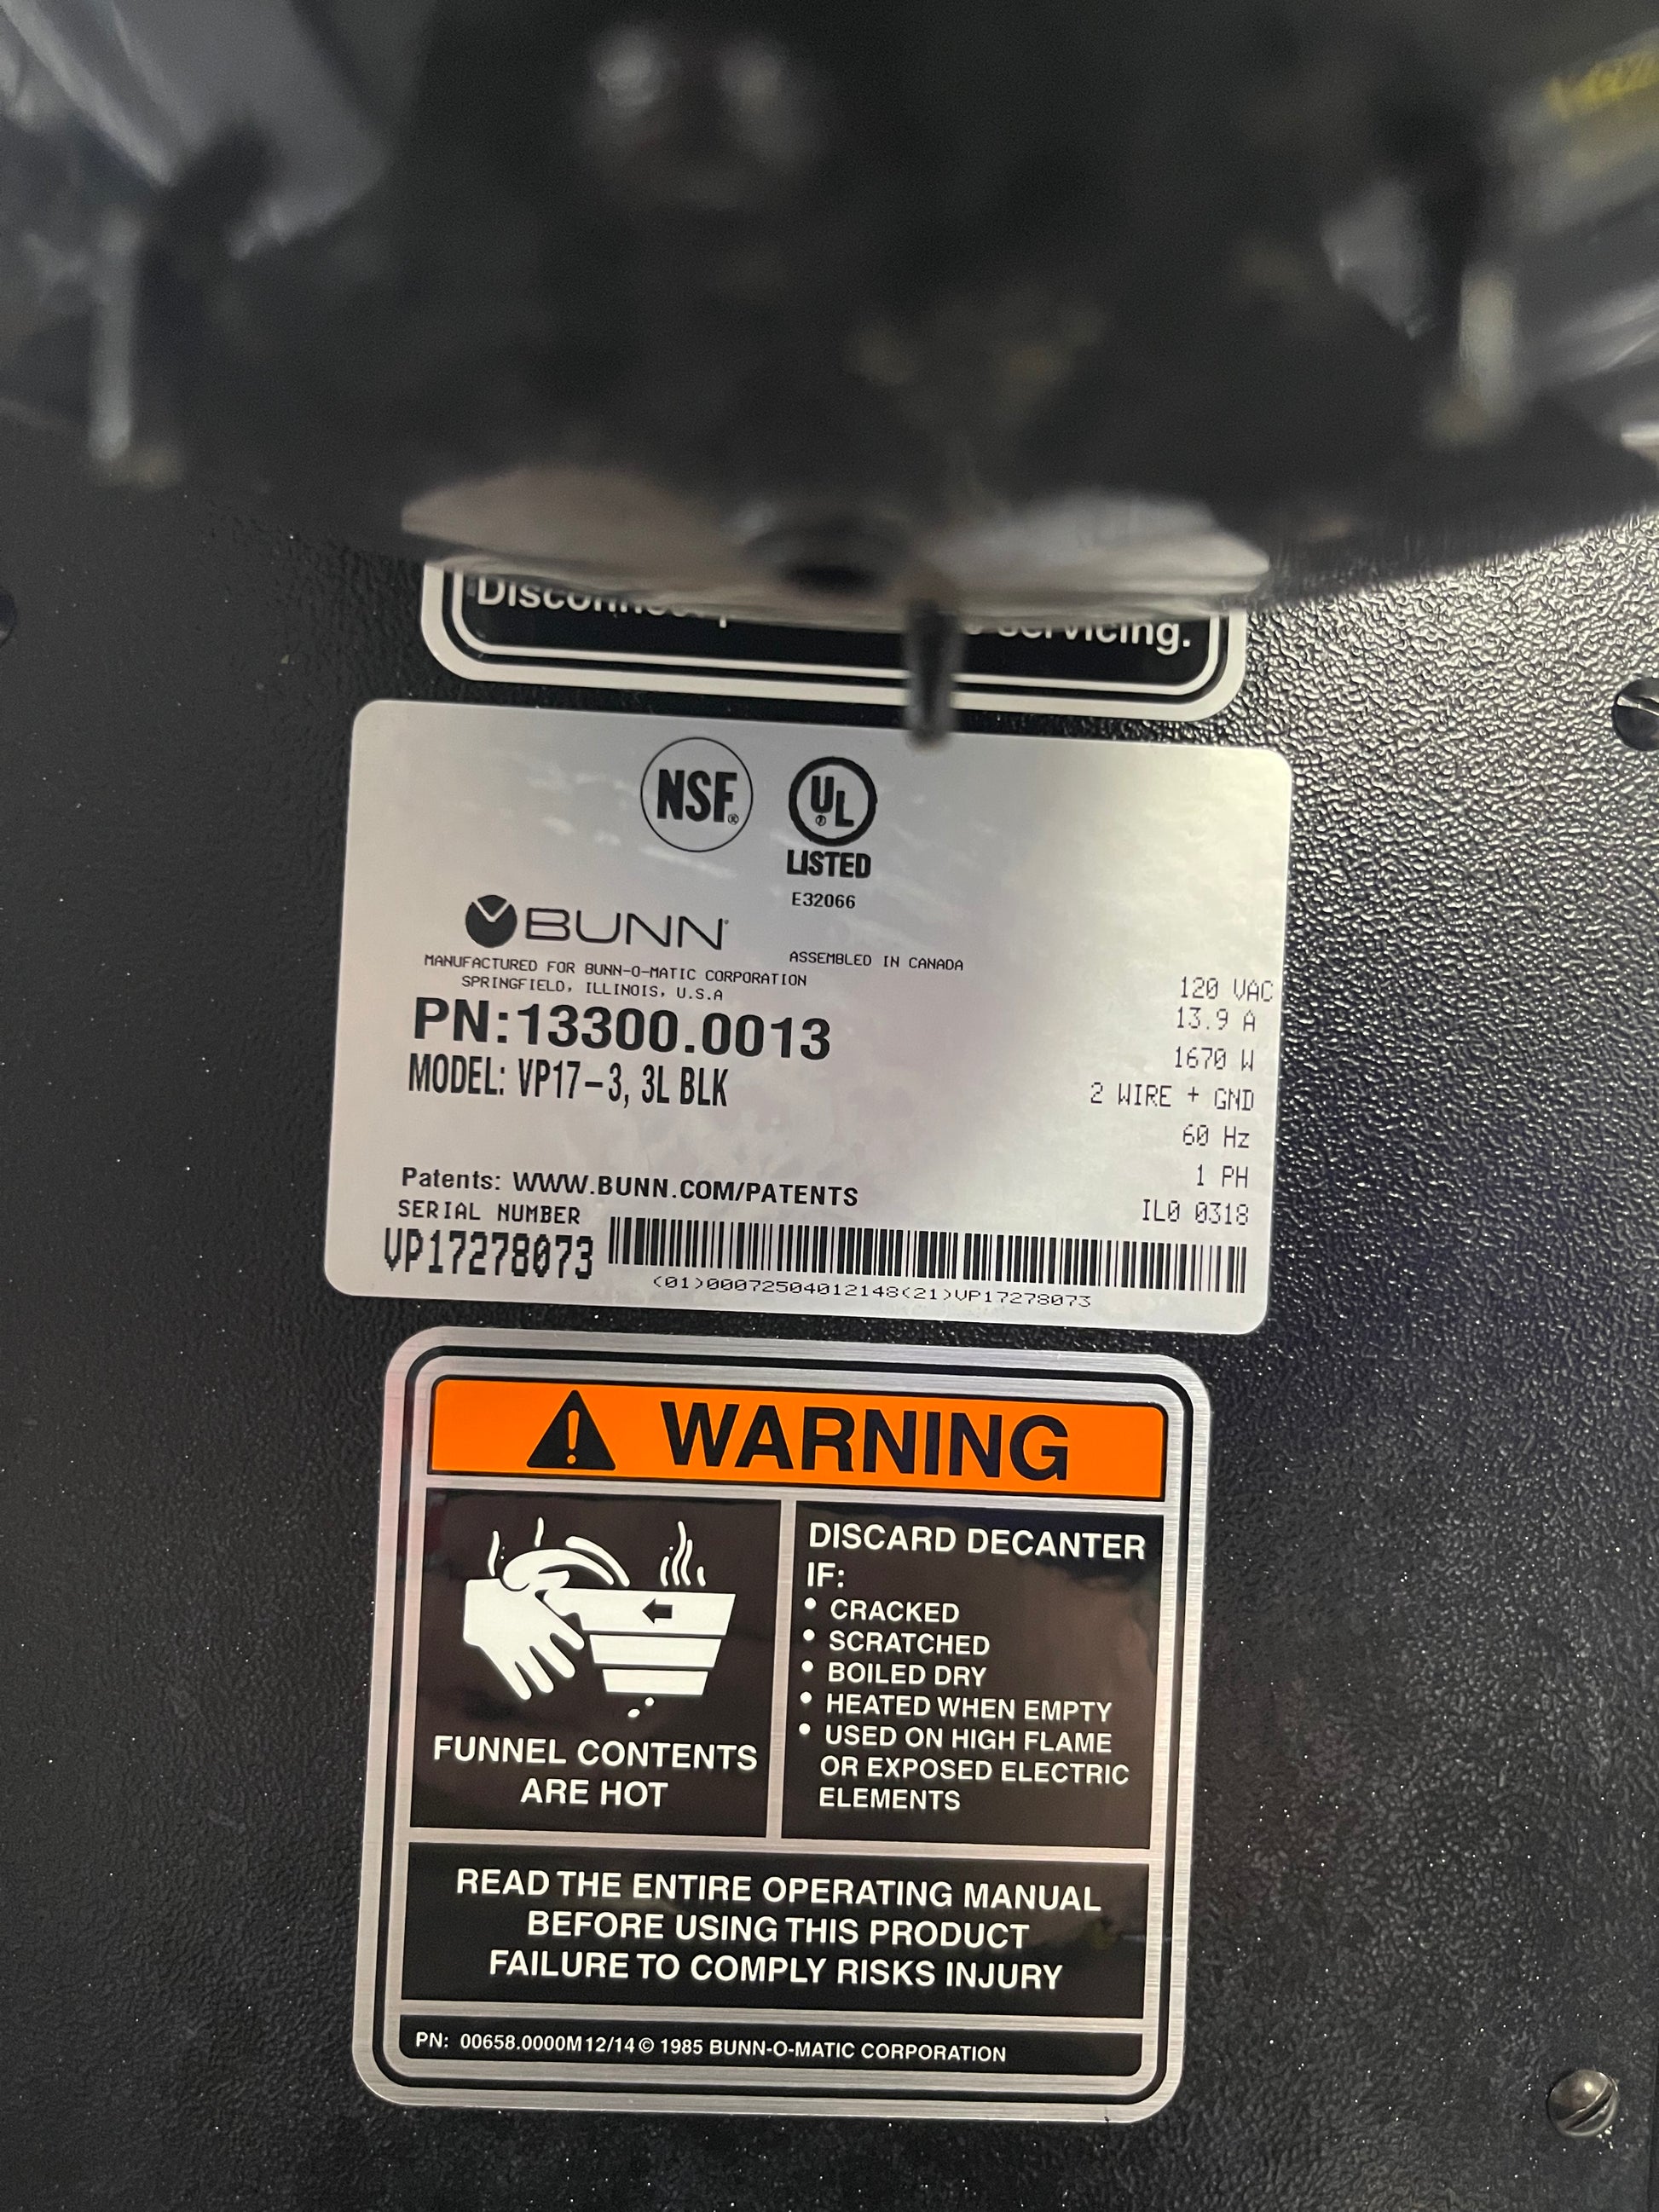 servicing.
NSF®
UL
®
LISTED
E32066
BUNN®
ASSEMBLED IN CANADA
MANUFACTURED FOR BUNN-O-MATIC CORPORATION
SPRINGFIELD, ILLINOIS, U.S.A
PN:13300.0013
MODEL: VP17-3, 3L BLK
120 VAC
13.9 A
1670 W
2 WIRE + GND
60 Hz
1 PH
IL0 0318
Patents: WWW.BUNN.COM/PATENTS
SERIAL NUMBER
VP17278073
(01)00072504012148(21)VP17278073
WARNING
FUNNEL CONTENTS
ARE HOT
DISCARD DECANTER
IF:
• CRACKED
• SCRATCHED
• BOILED DRY
• HEATED WHEN EMPTY
• USED ON HIGH FLAME
OR EXPOSED ELECTRIC
ELEMENTS
READ THE ENTIRE OPERATING MANUAL
BEFORE USING THIS PRODUCT
FAILURE TO COMPLY RISKS INJURY
PN: 00658.0000M 12/14 © 1985 BUNN-O-MATIC CORPORATION